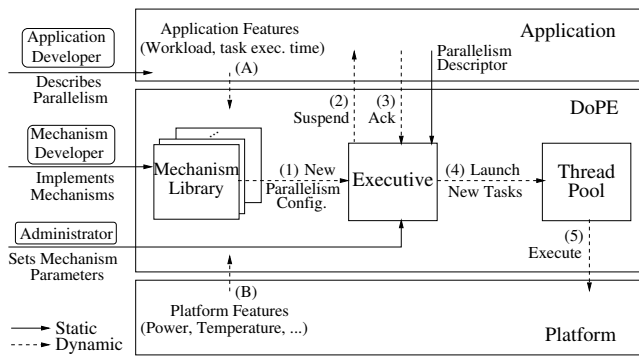 Application
Developer
Describes
Parallelism
Application Features
(Workload, task exec. time)
(A)
Application
Parallelism
Descriptor
(2)
Suspend
(3)
Ack
DoPE
Mechanism
Developer
Implements
Mechanisms
Mechanism
Library
(1) New
Parallelism
Config.
Executive
(4) Launch
New Tasks
Thread
Pool
Administrator
Sets Mechanism
Parameters
(5)
Execute
(B)
Platform Features
(Power, Temperature, ...)
Platform
Static
Dynamic